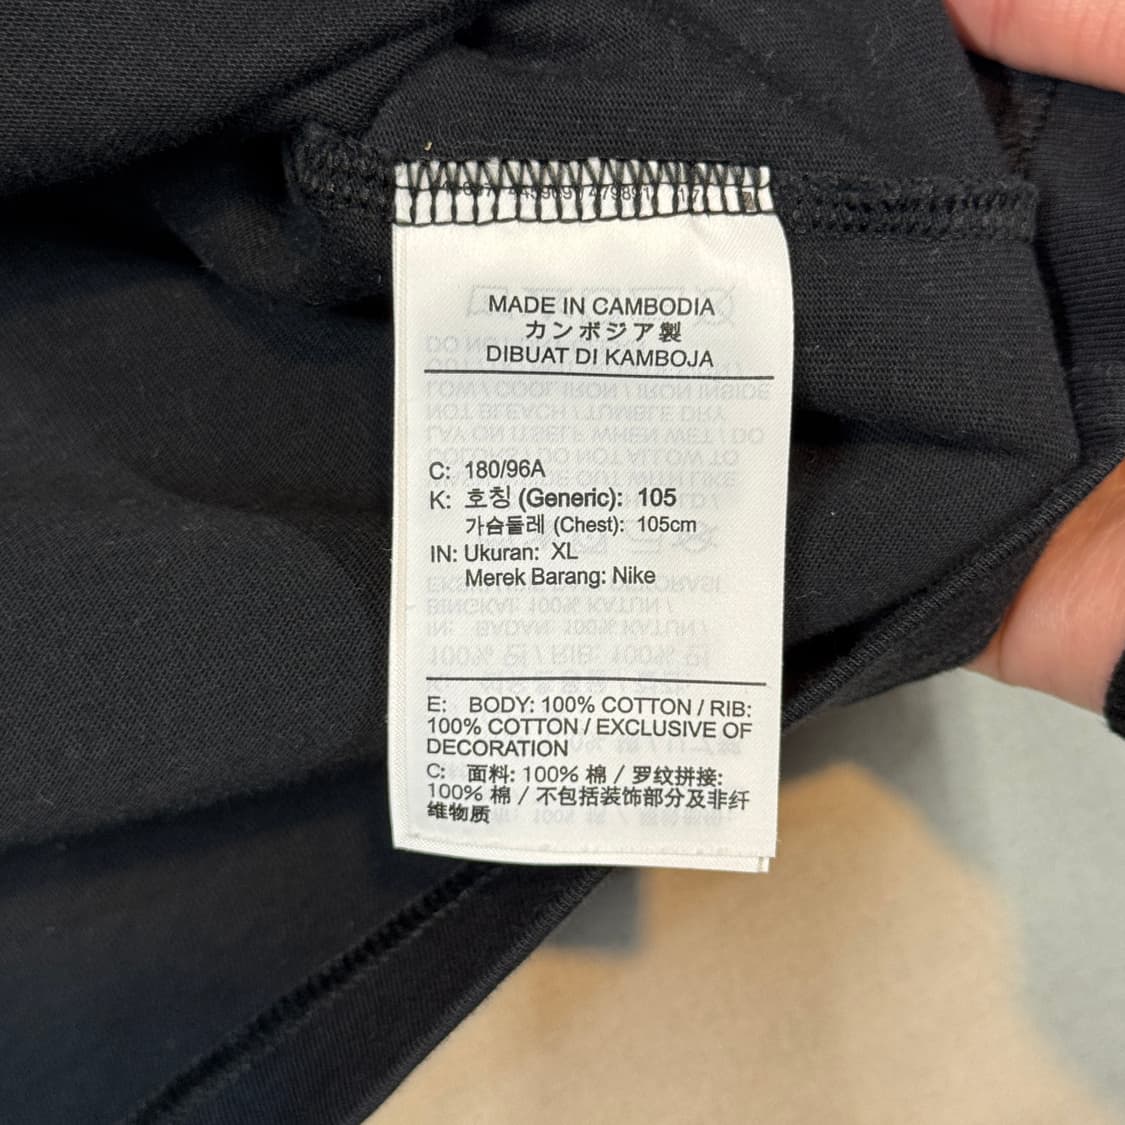 MADE IN CAMBODIA
カンボジア製
DIBUAT DI KAMBOJA
C: 180/96A
K: 호칭 (Generic): 105
가슴둘레 (Chest): 105cm
IN: Ukuran: XL
Merek Barang: Nike
E: BODY: 100% COTTON / RIB:
100% COTTON / EXCLUSIVE OF
DECORATION
C: 面料: 100% 棉 / 罗纹拼接:
100% 棉 / 不包括装饰部分及非纤
维物质